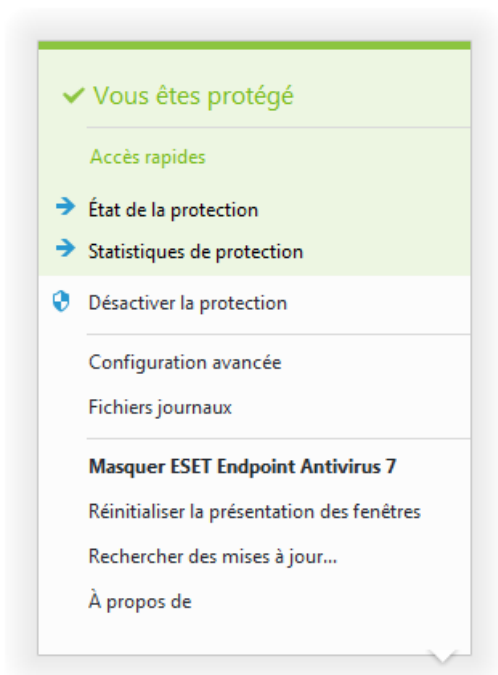 Vous êtes protégé
Accès rapides
État de la protection
Statistiques de protection
Désactiver la protection
Configuration avancée
Fichiers journaux
Masquer ESET Endpoint Antivirus 7
Réinitialiser la présentation des fenêtres
Rechercher des mises à jour...
À propos de